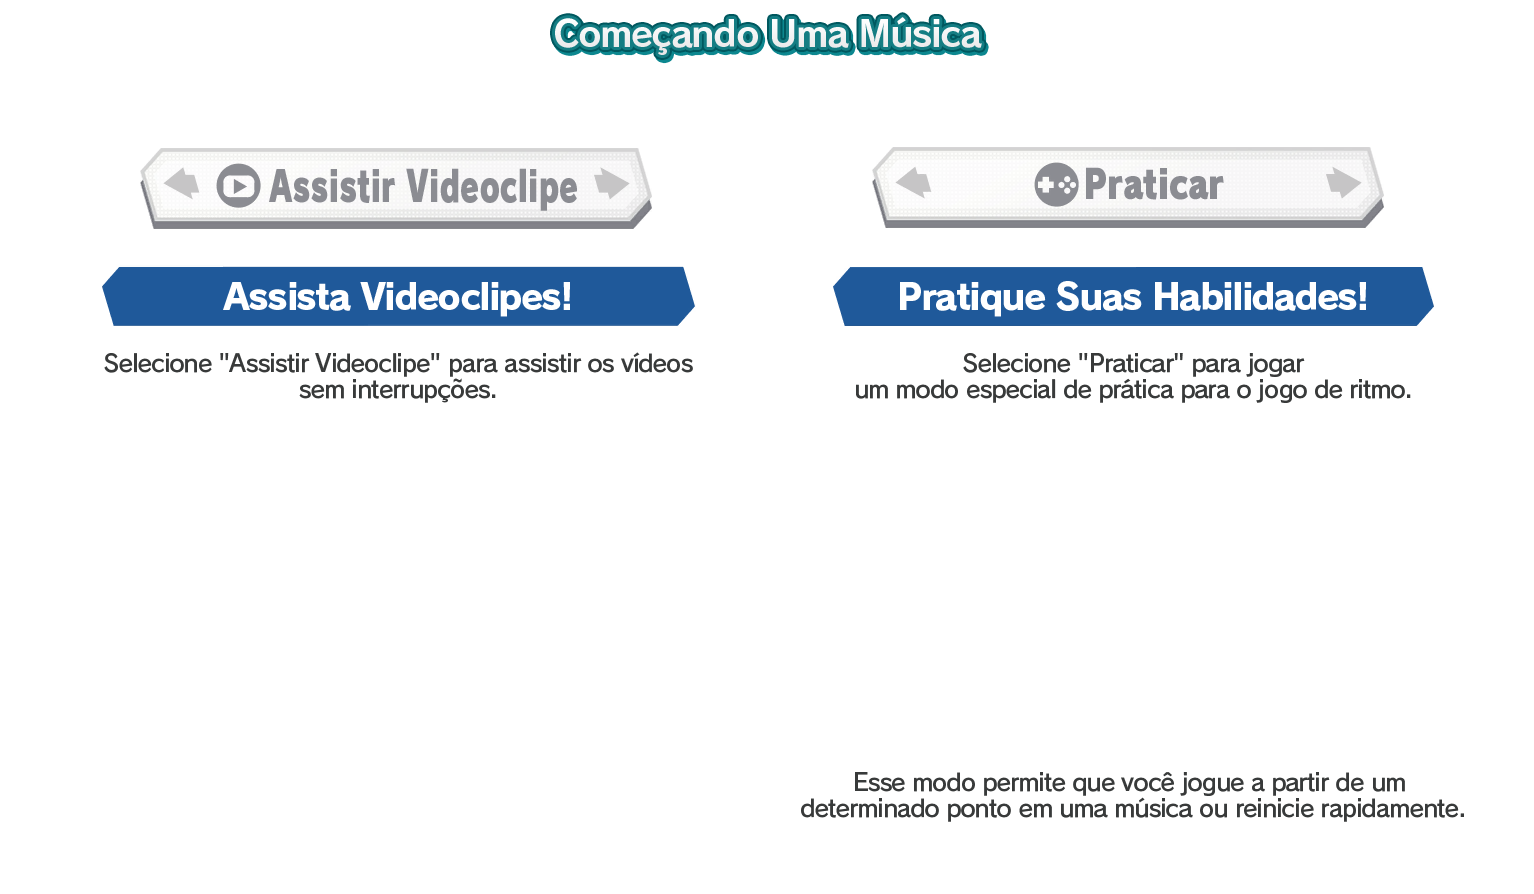 Começando Uma Música
Assistir Videoclipe
Assista Videoclipes!
Selecione "Assistir Videoclipe" para assistir os vídeos
sem interrupções.
Praticar
Pratique Suas Habilidades!
Selecione "Praticar" para jogar
um modo especial de prática para o jogo de ritmo.
Esse modo permite que você jogue a partir de um
determinado ponto em uma música ou reinicie rapidamente.